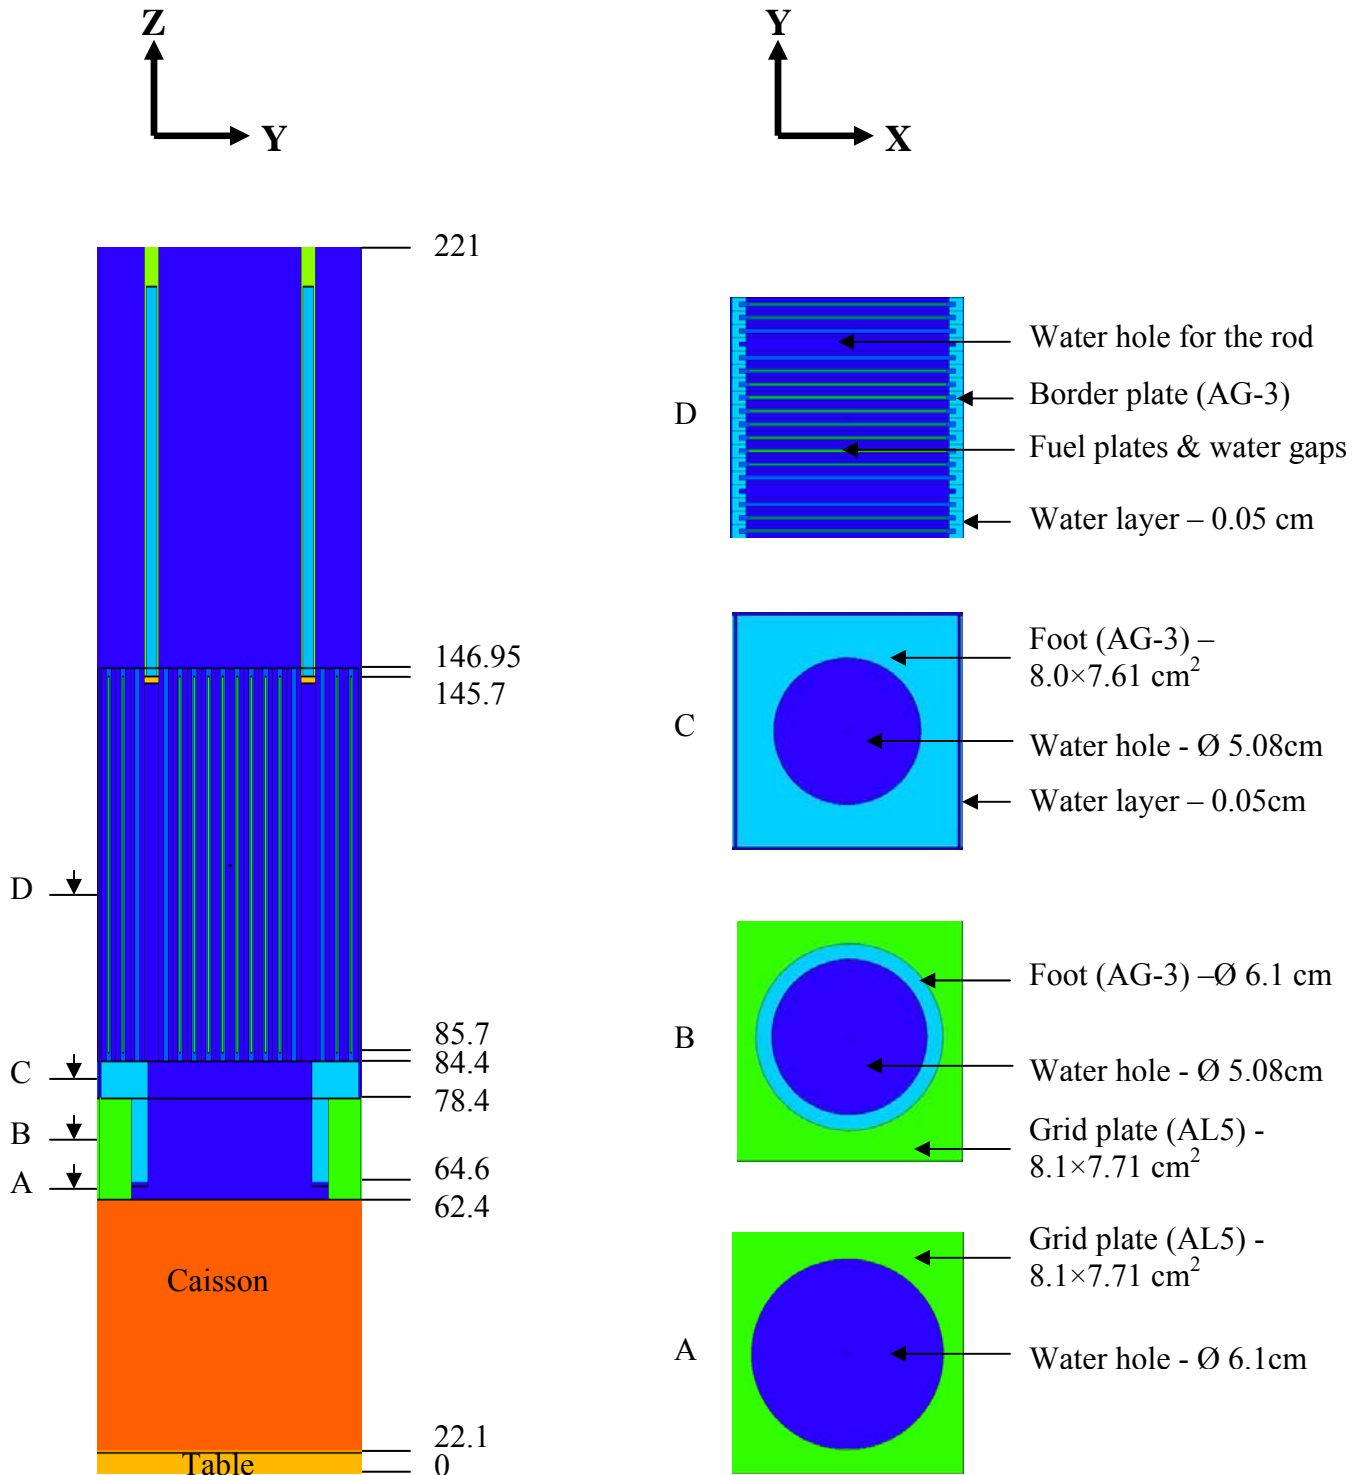 Z
Y
Y
X
221
146.95
145.7
85.7
84.4
78.4
64.6
62.4
22.1
0
D
C
B
A
Caisson
Table
D
Water hole for the rod
Border plate (AG-3)
Fuel plates & water gaps
Water layer – 0.05 cm
C
Foot (AG-3) –
8.0×7.61 cm²
Water hole - Ø 5.08cm
Water layer – 0.05cm
B
Foot (AG-3) –Ø 6.1 cm
Water hole - Ø 5.08cm
Grid plate (AL5) -
8.1×7.71 cm²
A
Grid plate (AL5) -
8.1×7.71 cm²
Water hole - Ø 6.1cm